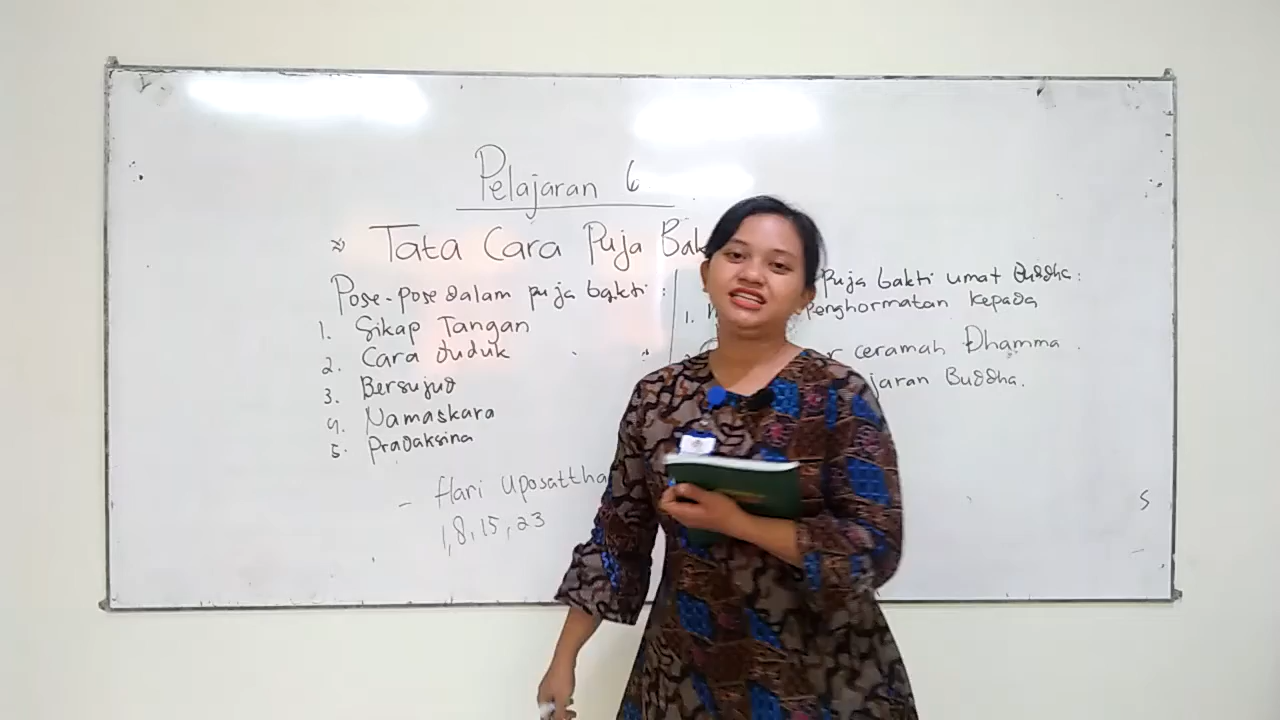 Pelajaran 6
Tata Cara Puja Bak
Pose-pose dalam puja bakti :
1. Sikap Tangan
2. Cara duduk
3. Bersujud
4. Namaskara
5. Pradaksina
- Hari Uposattha
1, 8, 15, 23
Puja bakti umat Buddha :
1. Penghormatan kepada
ceramah Dhamma .
jaran Buddha.
S